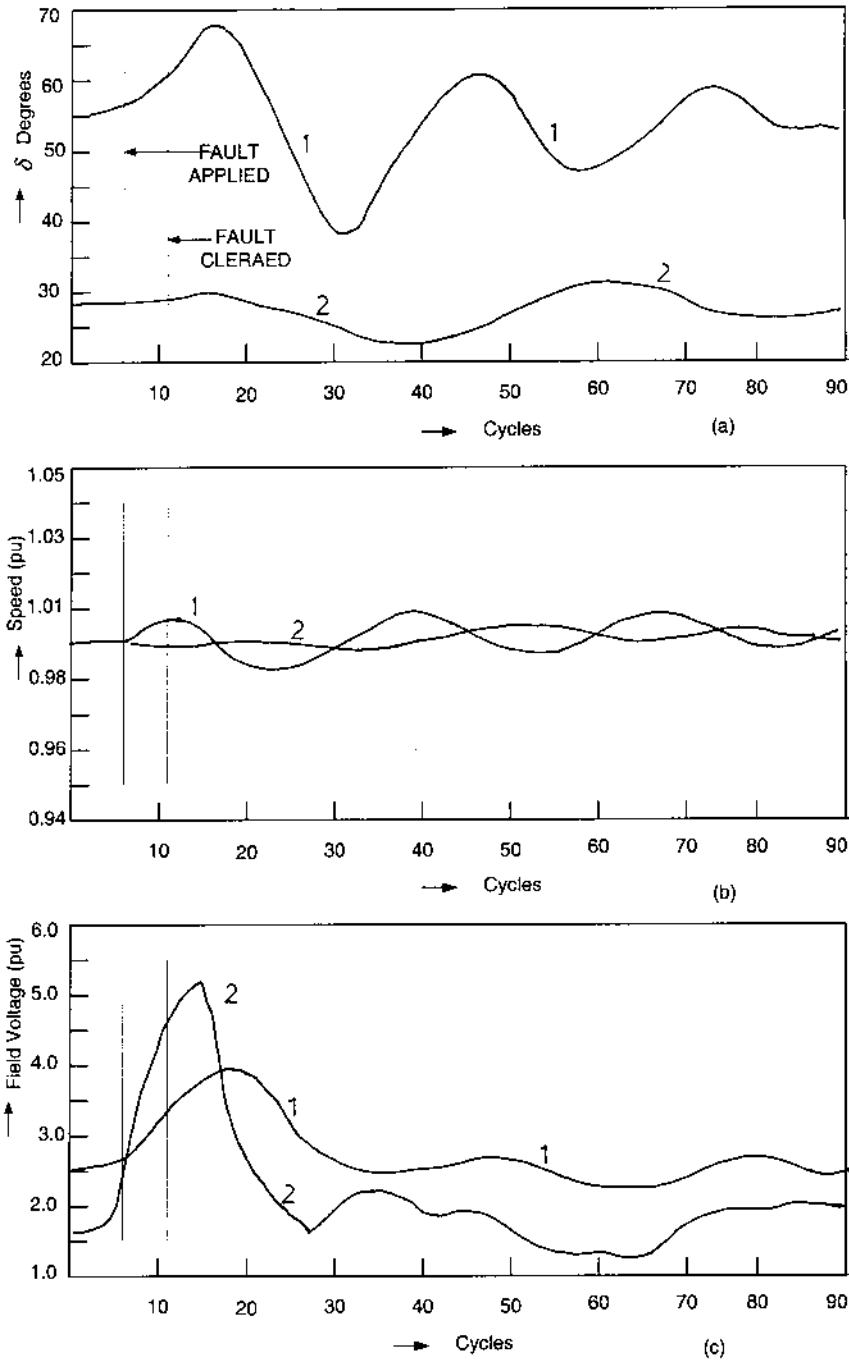 70
60
50
40
30
20
δ Degrees
1
1
FAULT
APPLIED
FAULT
CLERAED
2
2
10 20 30 40 50 60 70 80 90
Cycles
(a)
1.05
1.03
1.01
0.98
0.96
0.94
Speed (pu)
1
2
10 20 30 40 50 60 70 80 90
Cycles
(b)
6.0
5.0
4.0
3.0
2.0
1.0
Field Voltage (pu)
2
1
1
2
10 20 30 40 50 60 70 80 90
Cycles
(c)